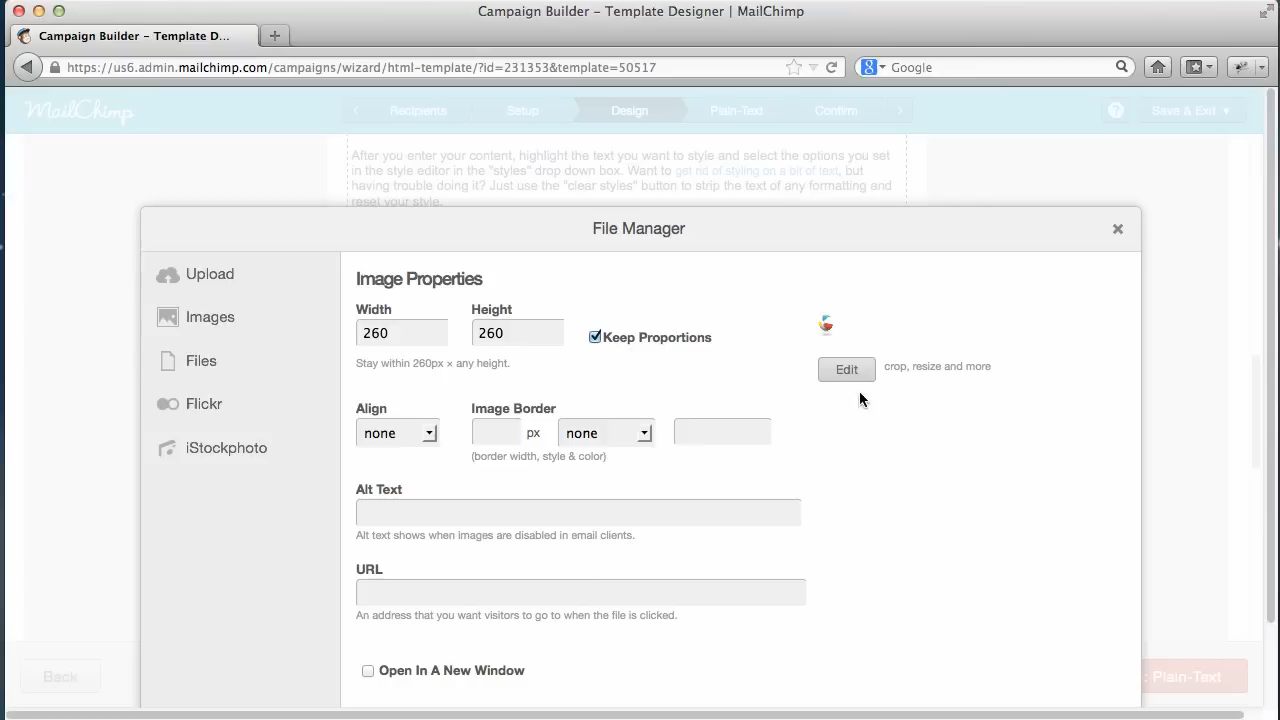 Campaign Builder – Template Designer | MailChimp
Campaign Builder – Template D...
https://us6.admin.mailchimp.com/campaigns/wizard/html-template/?id=231353&template=50517
Google
MailChimp
Recipients
Setup
Design
Plain-Text
Confirm
Save & Exit
After you enter your content, highlight the text you want to style and select the options you set
in the style editor in the "styles" drop down box. Want to get rid of styling on a bit of text, but
having trouble doing it? Just use the "clear styles" button to strip the text of any formatting and
reset your style.
File Manager
Upload
Images
Files
Flickr
iStockphoto
Image Properties
Width
Height
260
260
Keep Proportions
Stay within 260px × any height.
Edit
crop, resize and more
Align
Image Border
none
px
none
(border width, style & color)
Alt Text
Alt text shows when images are disabled in email clients.
URL
An address that you want visitors to go to when the file is clicked.
Open In A New Window
Back
Plain-Text